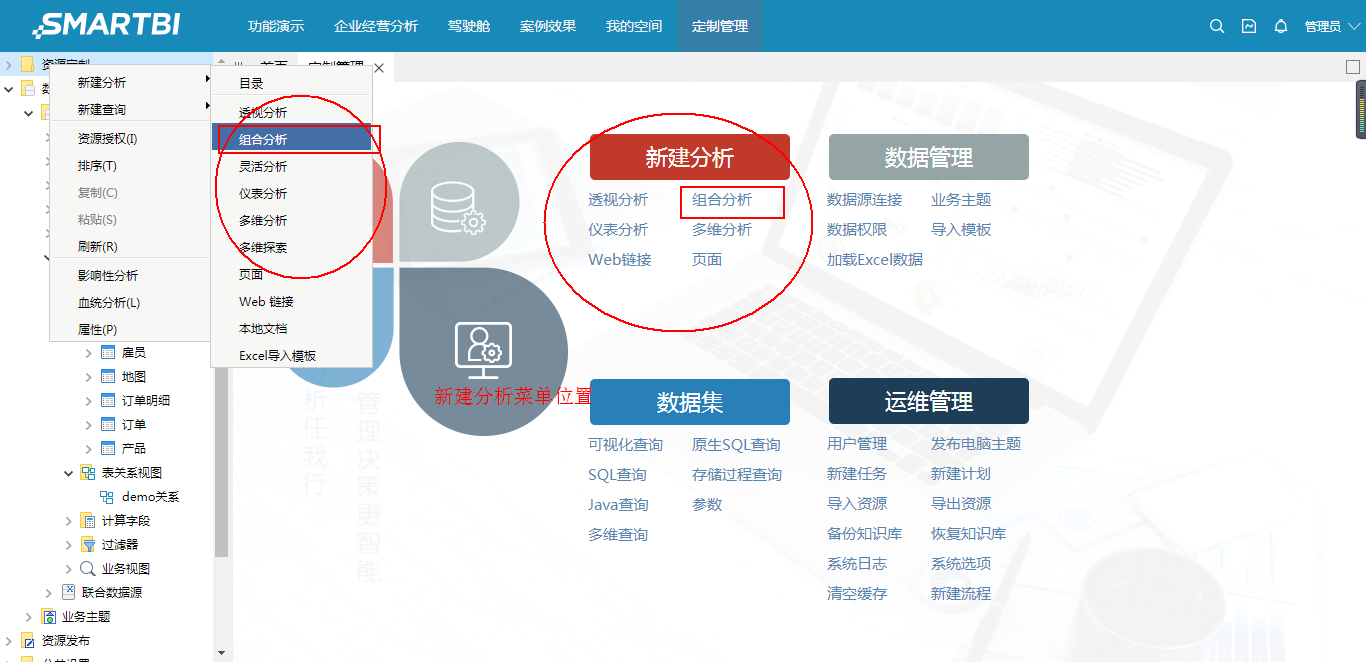 SMARTBI
功能演示 企业经营分析 驾驶舱 案例效果 我的空间 定制管理 管理员
资源定制
首页 定制管理
新建分析
新建查询
资源授权(I)
排序(T)
复制(C)
粘贴(S)
刷新(R)
影响性分析
血统分析(L)
属性(P)
目录
透视分析
组合分析
灵活分析
仪表分析
多维分析
多维探索
页面
Web 链接
本地文档
Excel导入模板
雇员
地图
订单明细
订单
产品
表关系视图
demo关系
计算字段
过滤器
业务视图
联合数据源
业务主题
资源发布
公共设置
析任我行
管理决策更智能
新建分析菜单位置
新建分析
透视分析 组合分析
仪表分析 多维分析
Web链接 页面
数据管理
数据源连接 业务主题
数据权限 导入模板
加载Excel数据
数据集
可视化查询 原生SQL查询
SQL查询 存储过程查询
Java查询 参数
多维查询
运维管理
用户管理 发布电脑主题
新建任务 新建计划
导入资源 导出资源
备份知识库 恢复知识库
系统日志 系统选项
清空缓存 新建流程